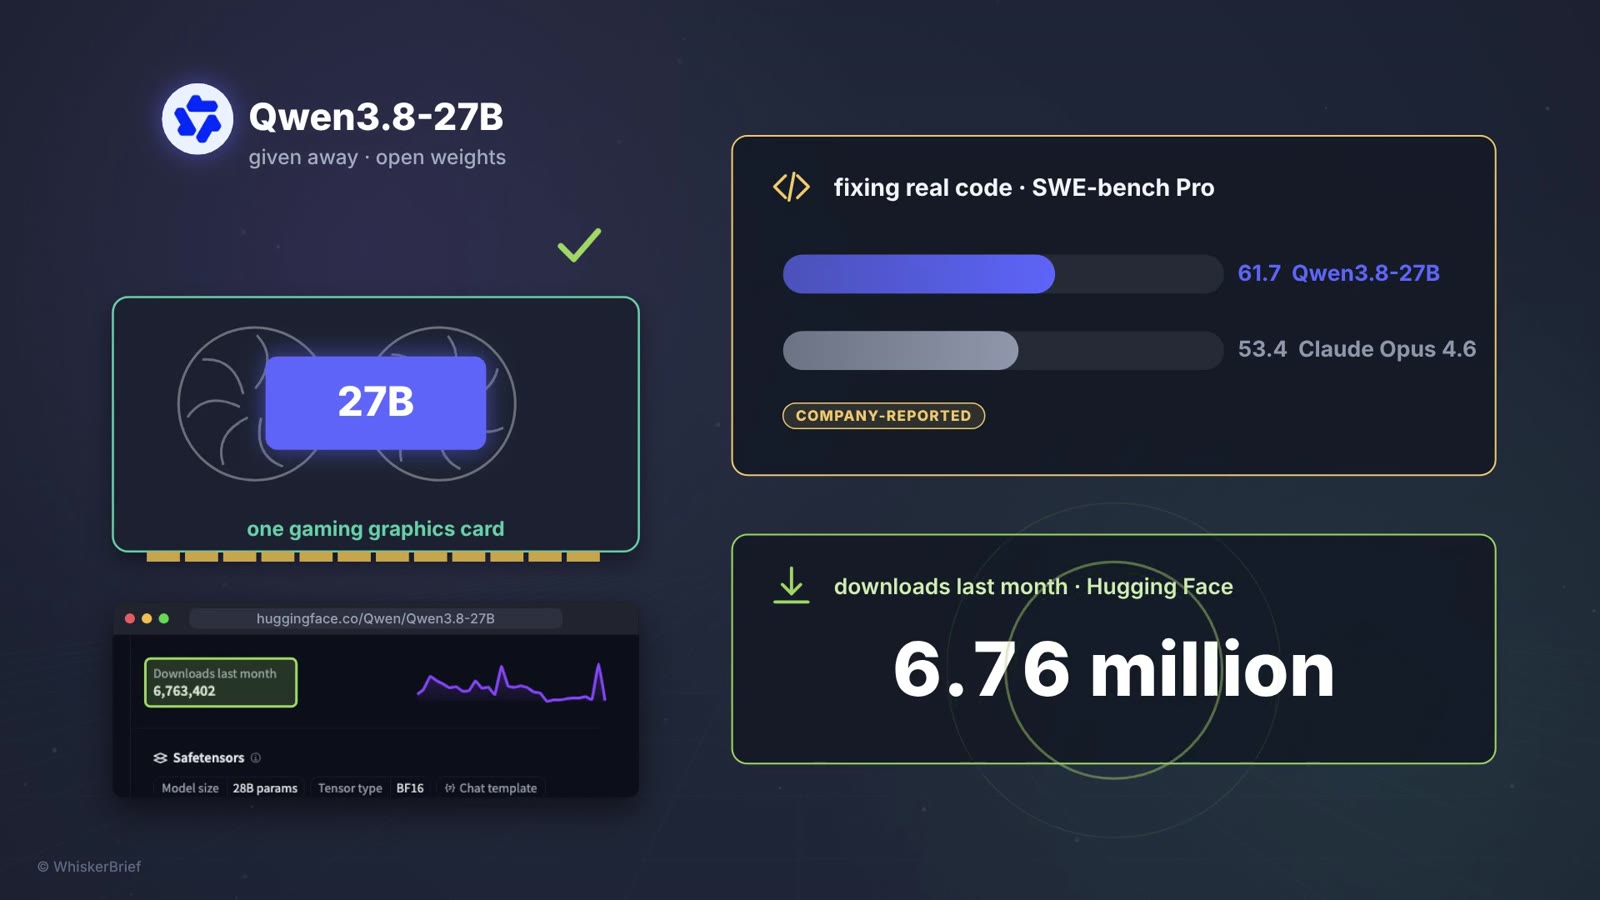 Qwen3.8-27B
given away · open weights
27B
one gaming graphics card
huggingface.co/Qwen/Qwen3.8-27B
Downloads last month
6,763,402
Safetensors
Model size 28B params Tensor type BF16 Chat template
fixing real code · SWE-bench Pro
61.7 Qwen3.8-27B
53.4 Claude Opus 4.6
COMPANY-REPORTED
downloads last month · Hugging Face
6.76 million
© WhiskerBrief